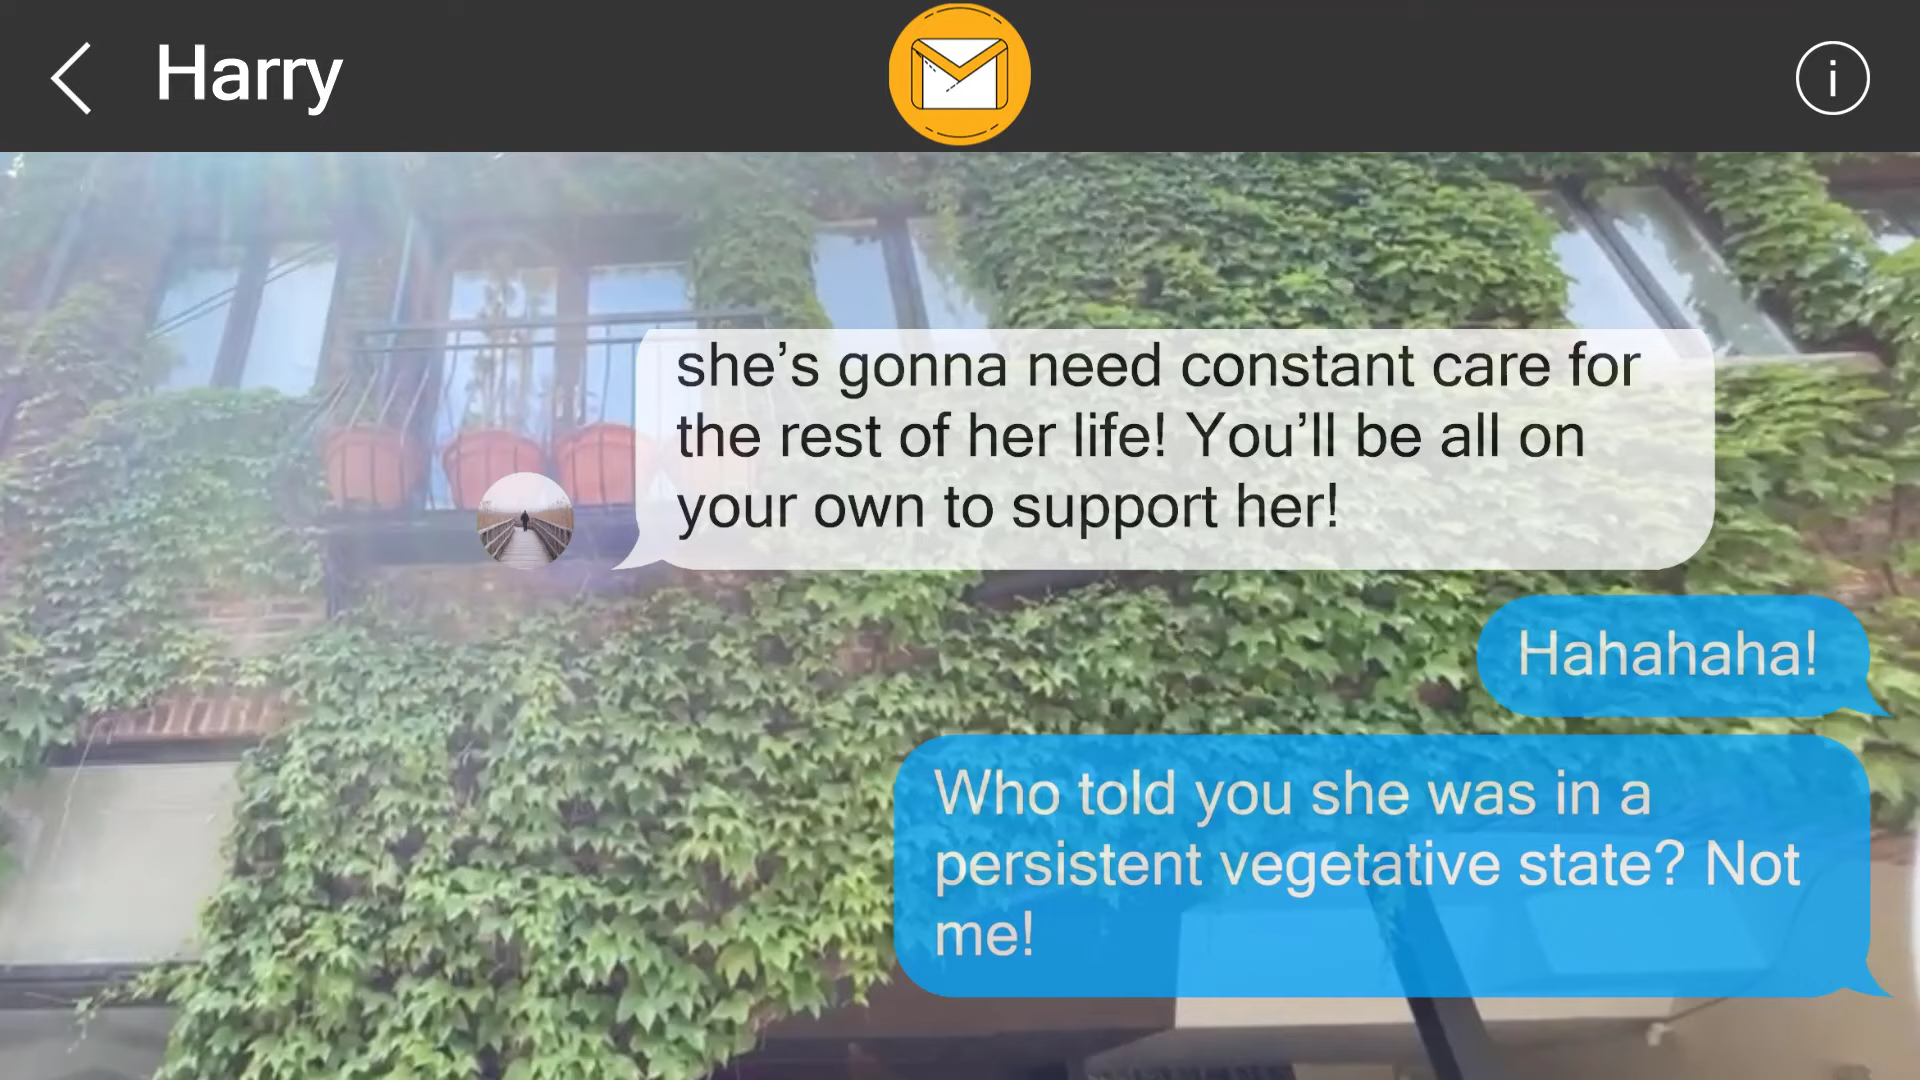 Harry
i
she’s gonna need constant care for
the rest of her life! You’ll be all on
your own to support her!
Hahahaha!
Who told you she was in a
persistent vegetative state? Not
me!